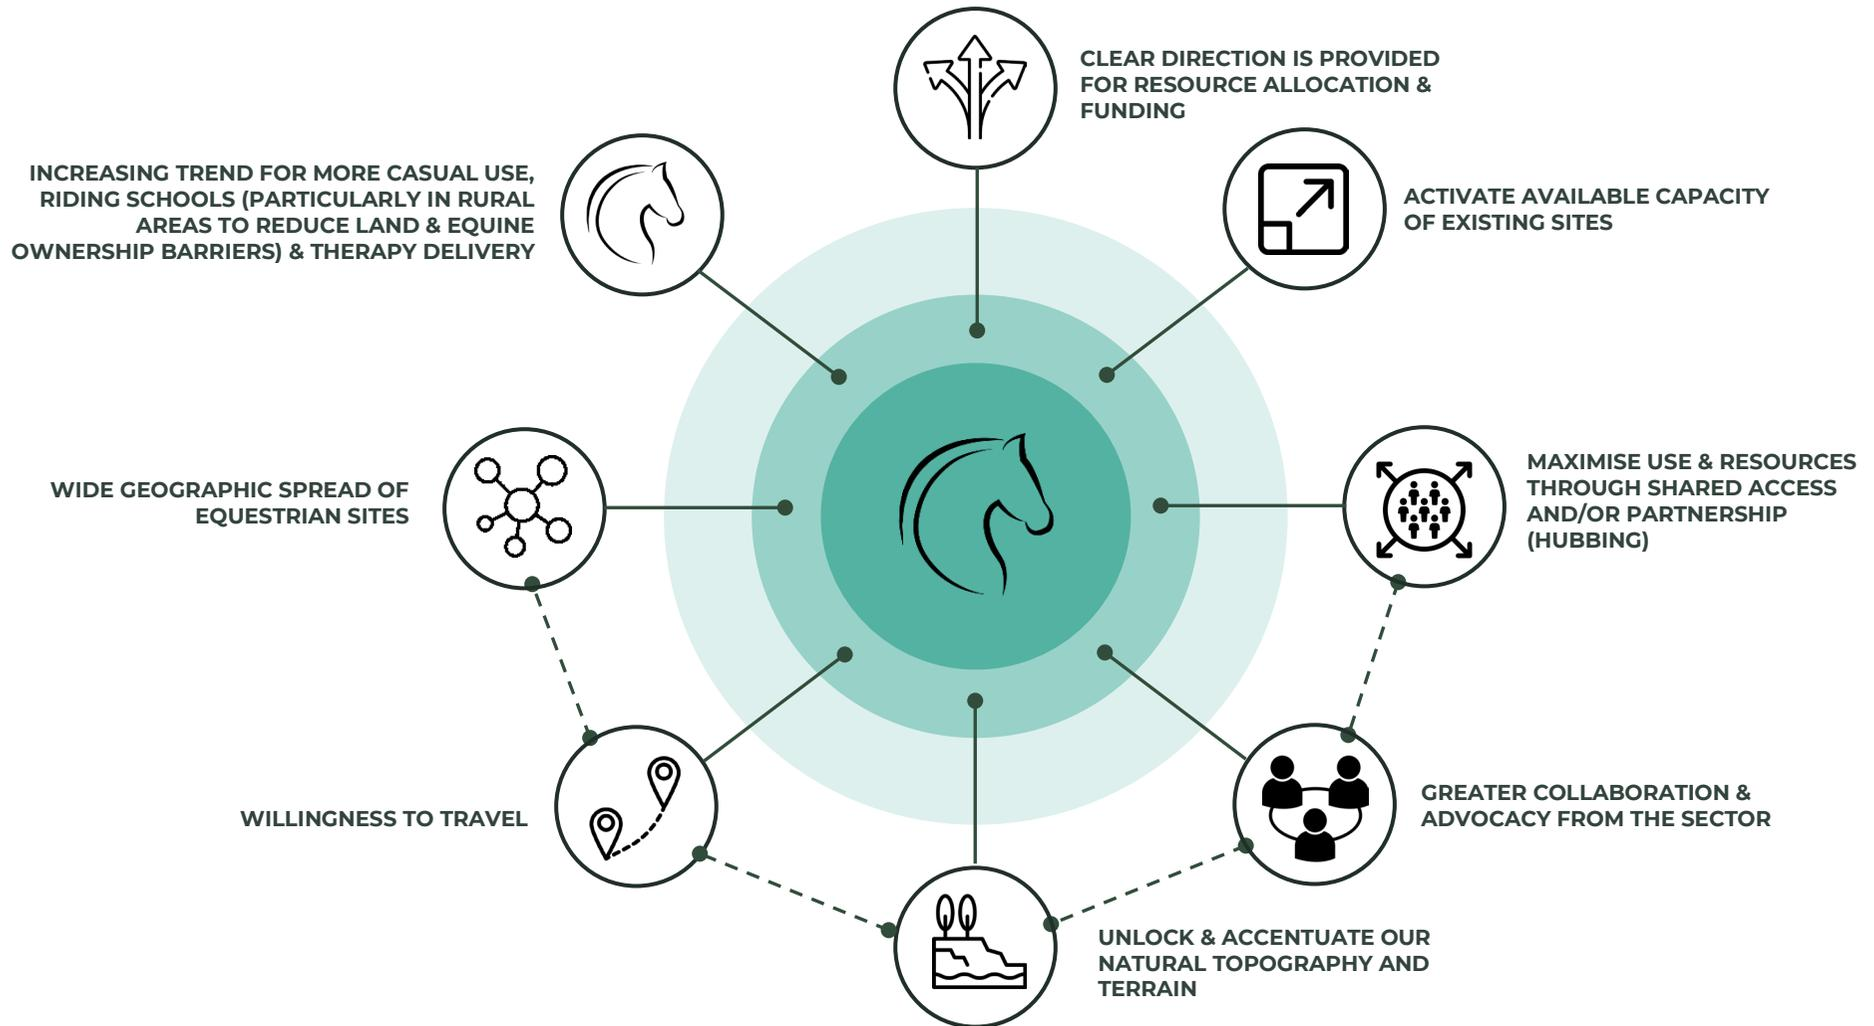 CLEAR DIRECTION IS PROVIDED
FOR RESOURCE ALLOCATION &
FUNDING
INCREASING TREND FOR MORE CASUAL USE,
RIDING SCHOOLS (PARTICULARLY IN RURAL
AREAS TO REDUCE LAND & EQUINE
OWNERSHIP BARRIERS) & THERAPY DELIVERY
ACTIVATE AVAILABLE CAPACITY
OF EXISTING SITES
WIDE GEOGRAPHIC SPREAD OF
EQUESTRIAN SITES
MAXIMISE USE & RESOURCES
THROUGH SHARED ACCESS
AND/OR PARTNERSHIP
(HUBBING)
WILLINGNESS TO TRAVEL
GREATER COLLABORATION &
ADVOCACY FROM THE SECTOR
UNLOCK & ACCENTUATE OUR
NATURAL TOPOGRAPHY AND
TERRAIN